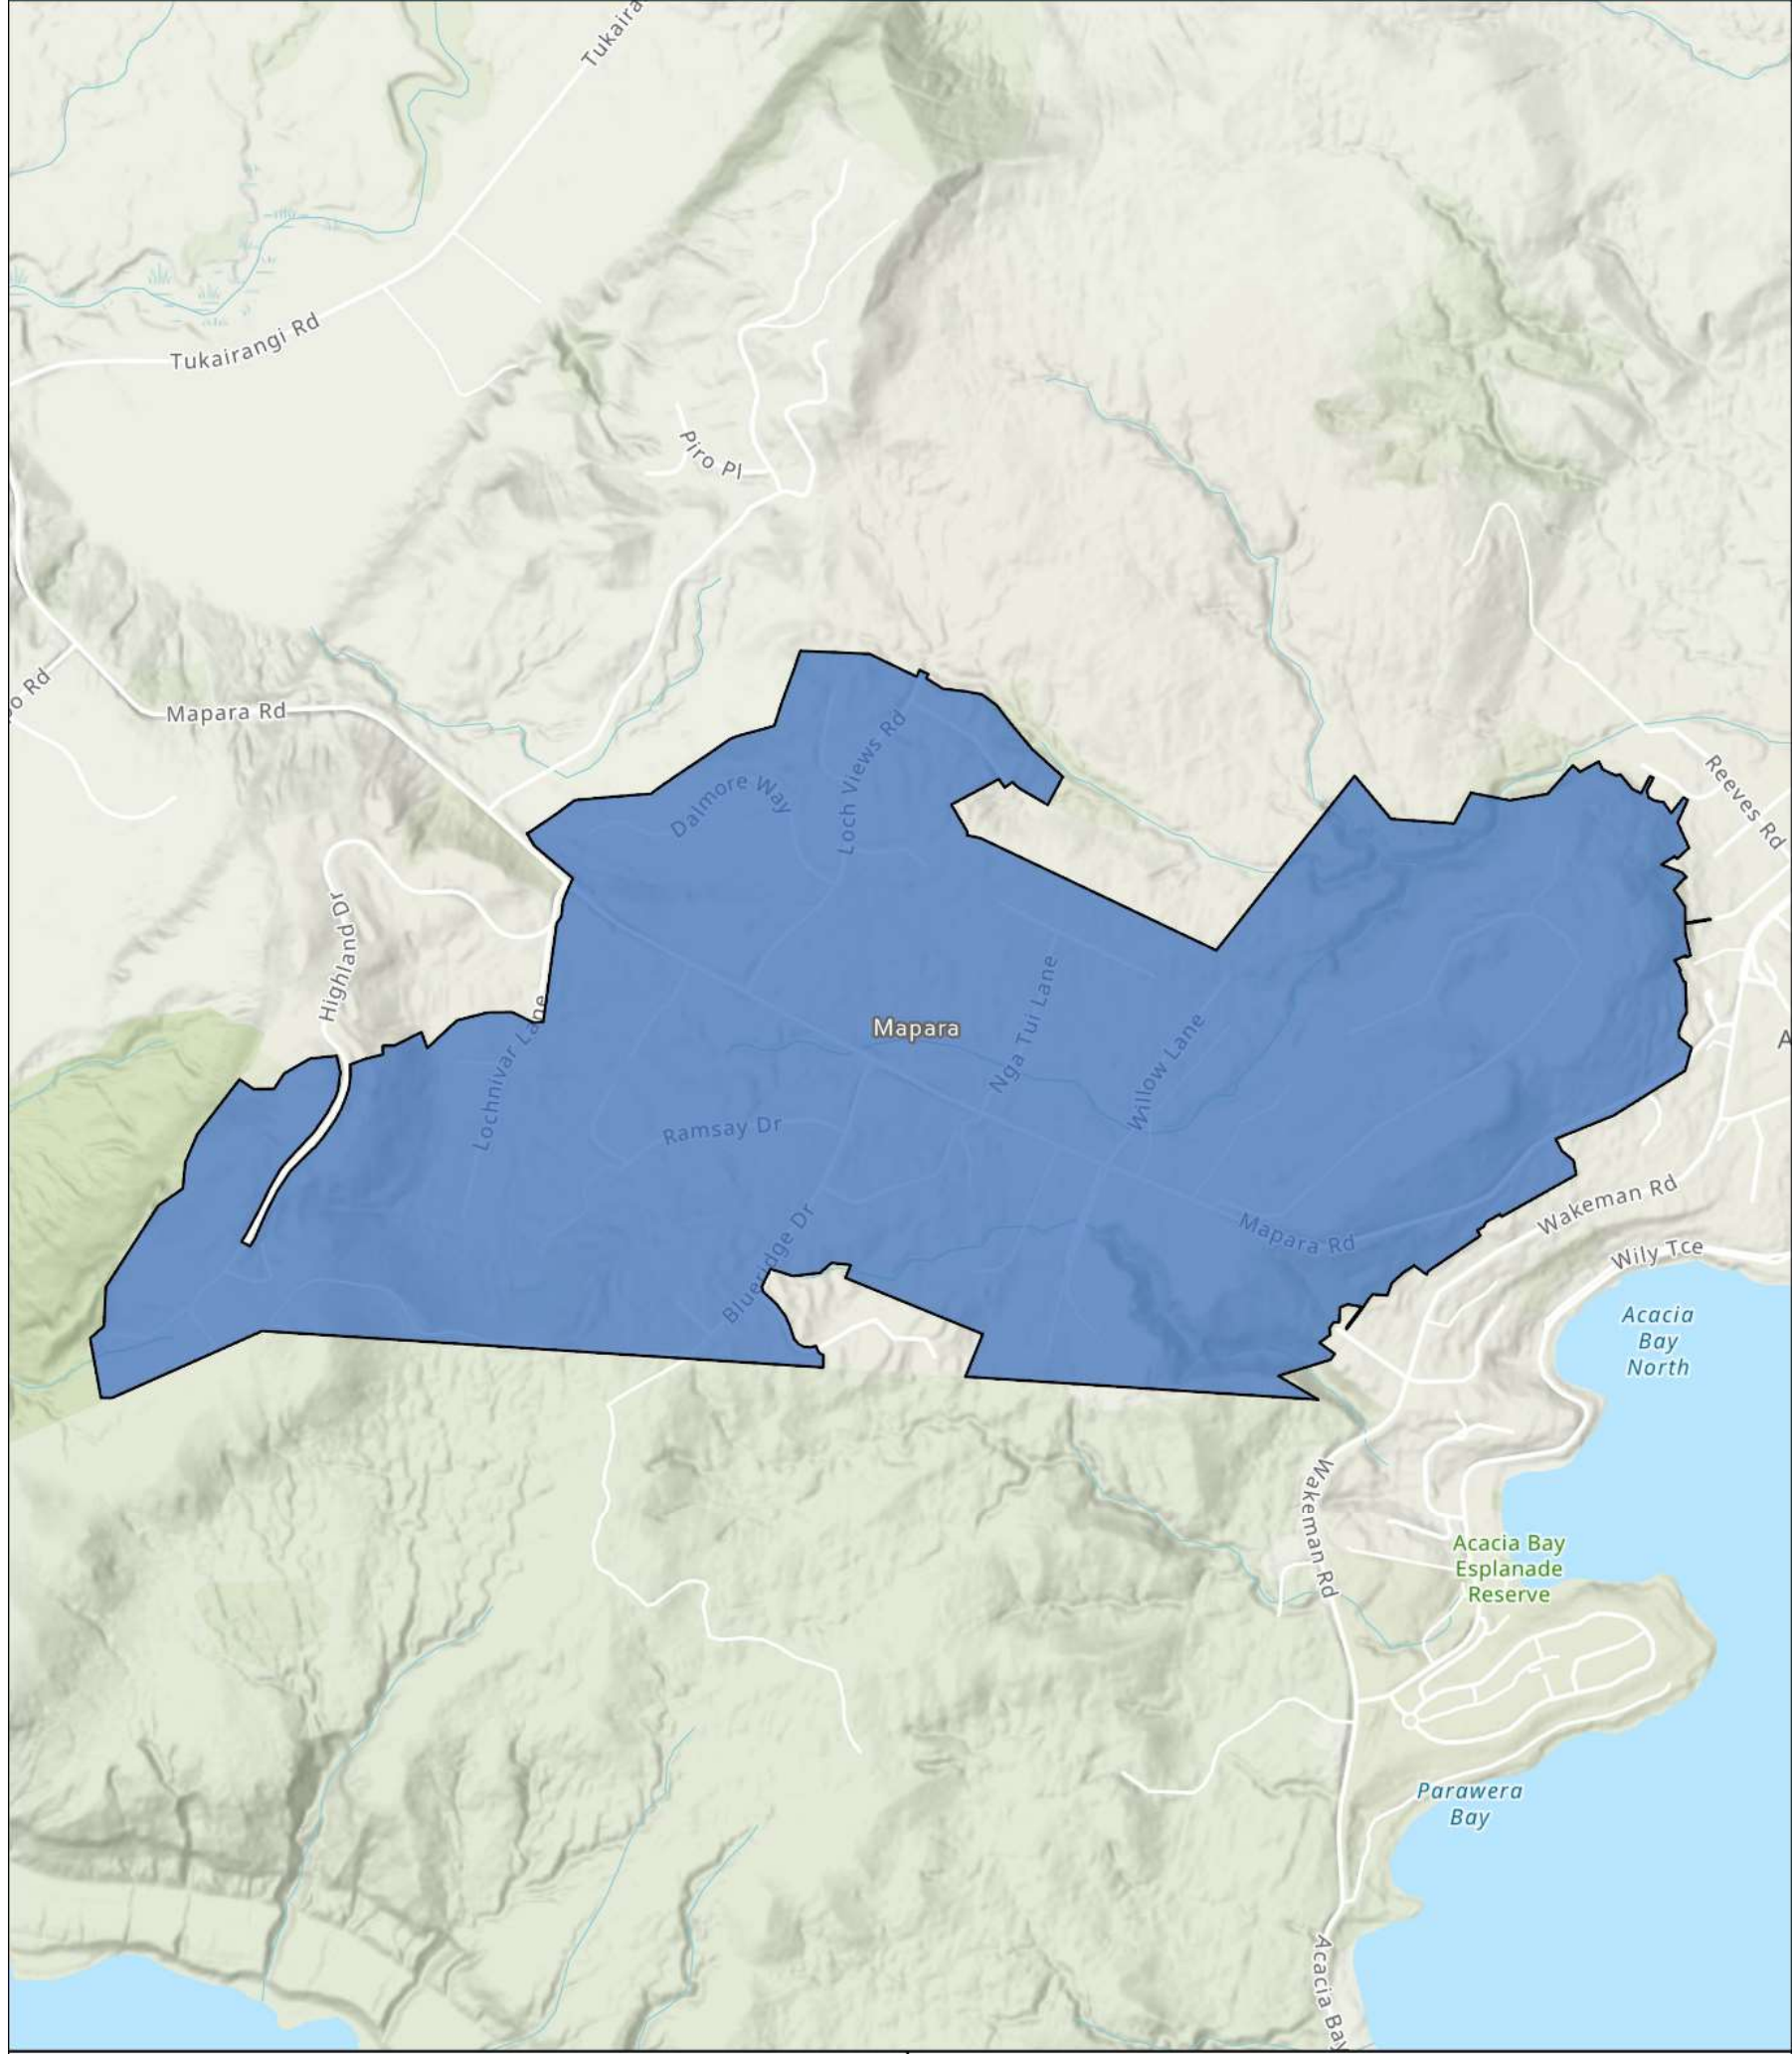 Tukaira
Tukairangi Rd
Piro Pl
Rd
Mapara Rd
Loch Views Rd
Dalmore Way
Reeves Rd
Highland Dr
Lochnivar Lane
Mapara
Nga Tui Lane
Willow Lane
Ramsay Dr
Blueridge Dr
Mapara Rd
Wakeman Rd
Wily Tce
Acacia
Bay
North
Wakeman Rd
Acacia Bay
Esplanade
Reserve
Parawera
Bay
Acacia Bay